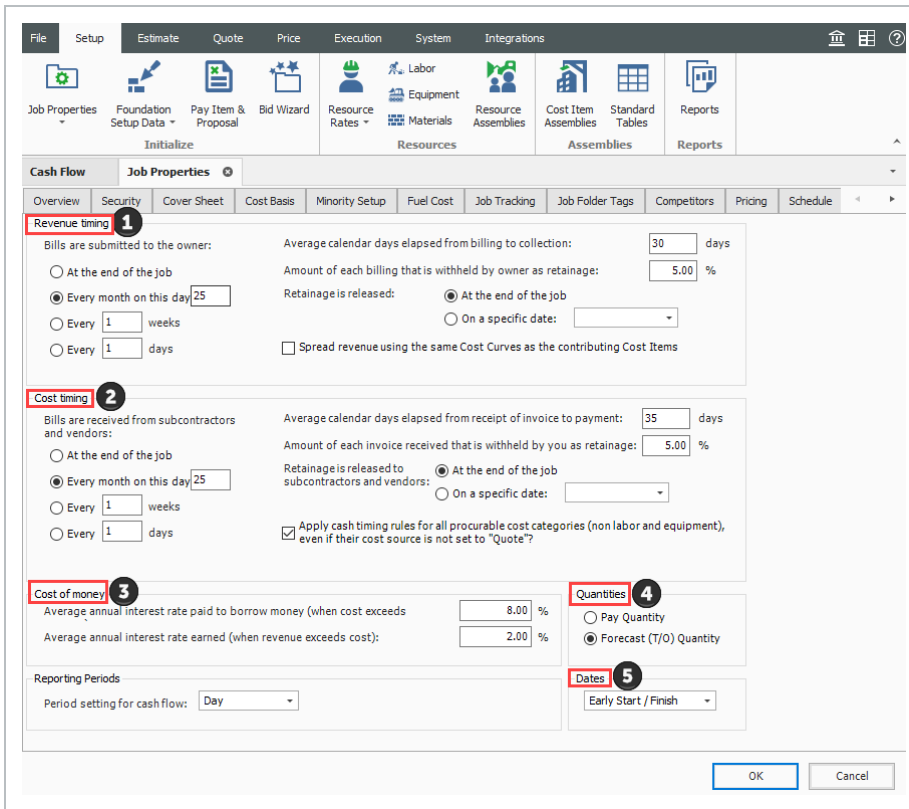 File Setup Estimate Quote Price Execution System Integrations
Job Properties
Foundation Setup Data
Pay Item & Proposal
Bid Wizard
Initialize
Resource Rates
Labor
Equipment
Materials
Resource Assemblies
Resources
Cost Item Assemblies
Standard Tables
Assemblies
Reports
Reports
Cash Flow Job Properties
Overview Security Cover Sheet Cost Basis Minority Setup Fuel Cost Job Tracking Job Folder Tags Competitors Pricing Schedule
Revenue timing 1
Bills are submitted to the owner:
At the end of the job
Every month on this day 25
Every 1 weeks
Every 1 days
Average calendar days elapsed from billing to collection: 30 days
Amount of each billing that is withheld by owner as retainage: 5.00 %
Retainage is released: At the end of the job
On a specific date:
Spread revenue using the same Cost Curves as the contributing Cost Items
Cost timing 2
Bills are received from subcontractors
and vendors:
At the end of the job
Every month on this day 25
Every 1 weeks
Every 1 days
Average calendar days elapsed from receipt of invoice to payment: 35 days
Amount of each invoice received that is withheld by you as retainage: 5.00 %
Retainage is released to
subcontractors and vendors:
At the end of the job
On a specific date:
Apply cash timing rules for all procurable cost categories (non labor and equipment),
even if their cost source is not set to "Quote"?
Cost of money 3
Average annual interest rate paid to borrow money (when cost exceeds 8.00 %
Average annual interest rate earned (when revenue exceeds cost): 2.00 %
Quantities 4
Pay Quantity
Forecast (T/O) Quantity
Reporting Periods
Period setting for cash flow: Day
Dates 5
Early Start / Finish
OK Cancel